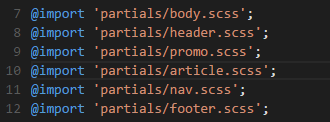 7 @import 'partials/body.scss';
8 @import 'partials/header.scss';
9 @import 'partials/promo.scss';
10 @import 'partials/article.scss';
11 @import 'partials/nav.scss';
12 @import 'partials/footer.scss';